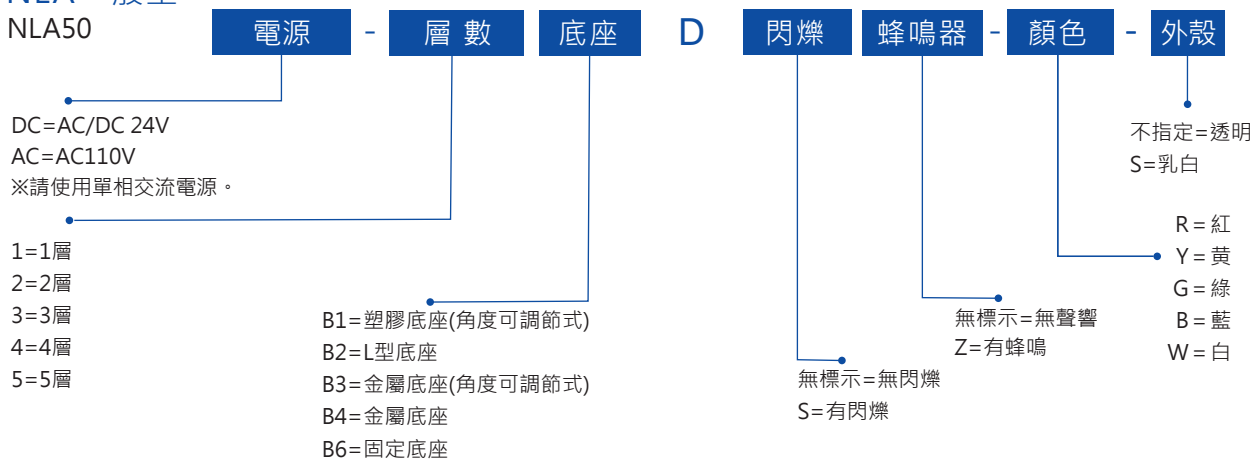 NLA50 電源 - 層 數 底座 D 閃爍 蜂鳴器 - 顏色 - 外殼
DC=AC/DC 24V
AC=AC110V
※請使用單相交流電源。
不指定=透明
S=乳白
1=1層
2=2層
3=3層
4=4層
5=5層
B1=塑膠底座(角度可調節式)
B2=L型底座
B3=金屬底座(角度可調節式)
B4=金屬底座
B6=固定底座
無標示=無閃爍
S=有閃爍
無標示=無聲響
Z=有蜂鳴
R=紅
Y=黄
G=綠
B=藍
W=白